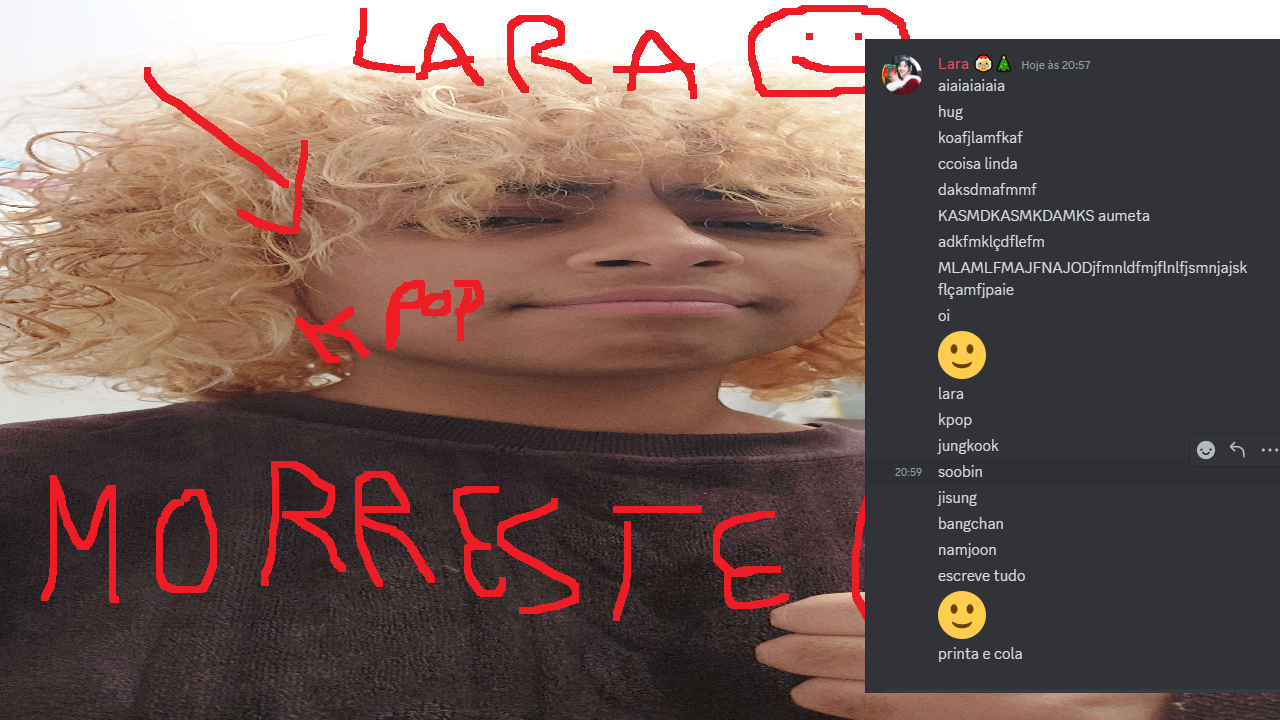 LARA
KPOP
MORRESTE
Lara Hoje às 20:57
aiaiaiaiaia
hug
koafjlamfkaf
ccoisa linda
daksdmafmmf
KASMDKASMKDAMKS aumeta
adkfmklçdflefm
MLAMLFMAJFNAJODjfmnldfmjflnlfjsmnjajsk
flçamfjpaie
oi
lara
kpop
jungkook
20:59 soobin
jisung
bangchan
namjoon
escreve tudo
printa e cola